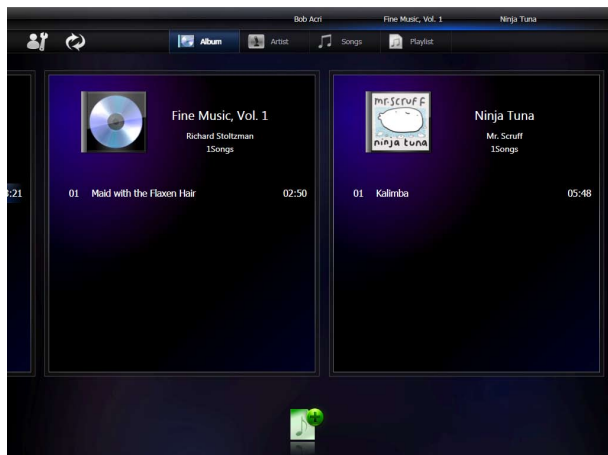 Bob Acri Fine Music, Vol. 1 Ninja Tuna
Album Artist Songs Playlist
Fine Music, Vol. 1
Richard Stoltzman
1Songs
01 Maid with the Flaxen Hair 02:50
mr.scruff
ninja tuna
Ninja Tuna
Mr. Scruff
1Songs
01 Kalimba 05:48